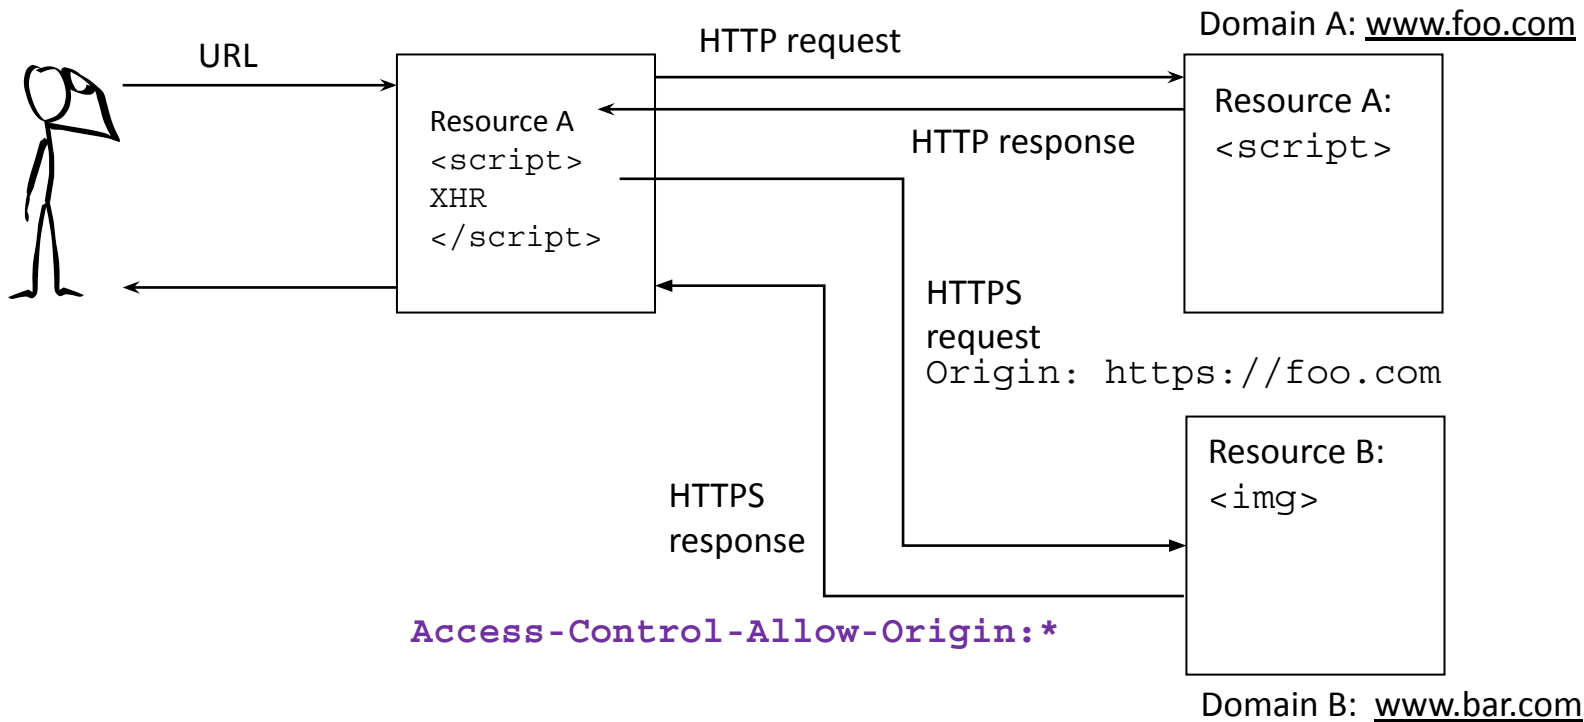 URL
HTTP request
Domain A: www.foo.com
Resource A
<script>
XHR
</script>
HTTP response
Resource A:
<script>
HTTPS
request
Origin: https://foo.com
HTTPS
response
Resource B:
<img>
Access-Control-Allow-Origin:*
Domain B: www.bar.com